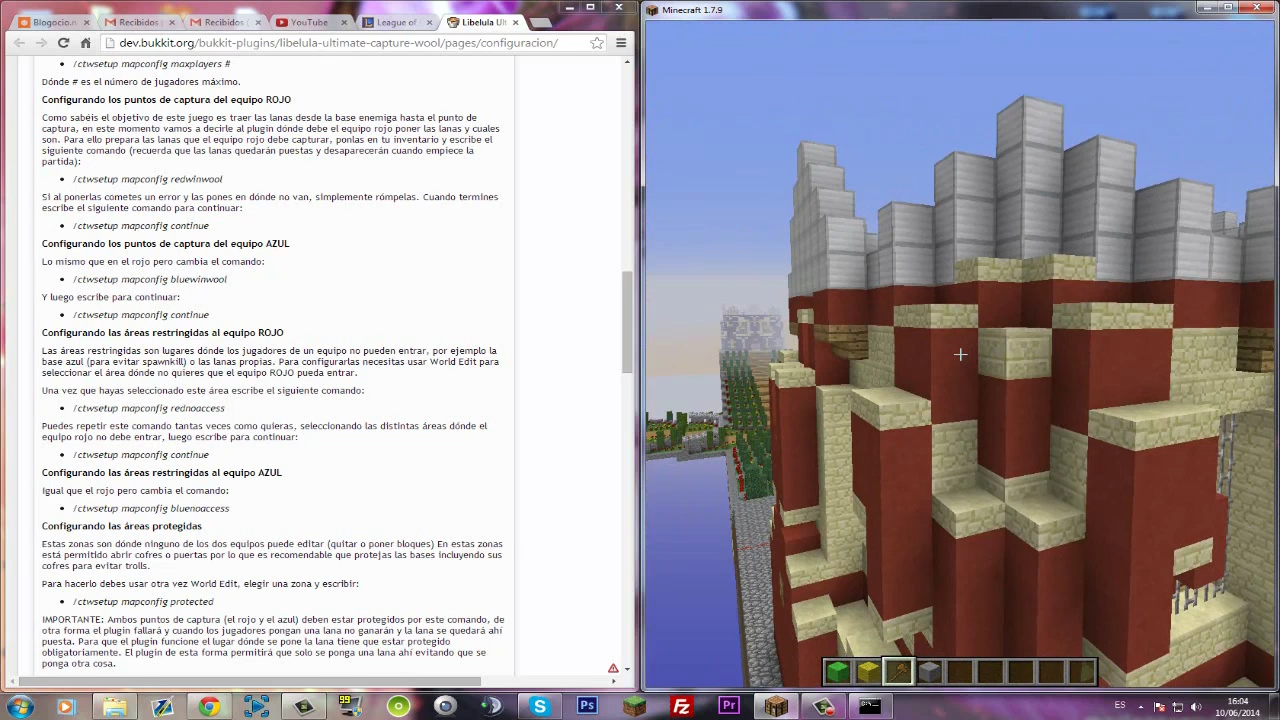 Blogocio.n
Recibidos
Recibidos (
YouTube
League of
Libelula Ult
dev.bukkit.org/bukkit-plugins/libelula-ultimate-capture-wool/pages/configuracion/
/ctwsetup mapconfig maxplayers #
Dónde # es el número de jugadores máximo.
Configurando los puntos de captura del equipo ROJO
Como sabéis el objetivo de este juego es traer las lanas desde la base enemiga hasta el punto de
captura, en este momento vamos a decirle al plugin dónde debe el equipo rojo poner las lanas y cuales
son. Para ello prepara las lanas que el equipo rojo debe capturar, ponlas en tu inventario y escribe el
siguiente comando (recuerda que las lanas quedarán puestas y desaparecerán cuando empiece la
partida):
/ctwsetup mapconfig redwinwool
Si al ponerlas cometes un error y las pones en dónde no van, simplemente rómpelas. Cuando termines
escribe el siguiente comando para continuar:
/ctwsetup mapconfig continue
Configurando los puntos de captura del equipo AZUL
Lo mismo que en el rojo pero cambia el comando:
/ctwsetup mapconfig bluewinwool
Y luego escribe para continuar:
/ctwsetup mapconfig continue
Configurando las áreas restringidas al equipo ROJO
Las áreas restringidas son lugares dónde los jugadores de un equipo no pueden entrar, por ejemplo la
base azul (para evitar spawnkill) o las lanas propias. Para configurarlas necesitas usar World Edit para
seleccionar el área dónde no quieres que el equipo ROJO pueda entrar.
Una vez que hayas seleccionado este área escribe el siguiente comando:
/ctwsetup mapconfig rednoaccess
Puedes repetir este comando tantas veces como quieras, seleccionando las distintas áreas dónde el
equipo rojo no debe entrar, luego escribe para continuar:
/ctwsetup mapconfig continue
Configurando las áreas restringidas al equipo AZUL
Igual que el rojo pero cambia el comando:
/ctwsetup mapconfig bluenoaccess
Configurando las áreas protegidas
Estas zonas son dónde ninguno de los dos equipos puede editar (quitar o poner bloques) En estas zonas
está permitido abrir cofres o puertas por lo que es recomendable que protejas las bases incluyendo sus
cofres para evitar trolls.
Para hacerlo debes usar otra vez World Edit, elegir una zona y escribir:
/ctwsetup mapconfig protected
IMPORTANTE: Ambos puntos de captura (el rojo y el azul) deben estar protegidos por este comando, de
otra forma el plugin fallará y cuando los jugadores pongan una lana no ganarán y la lana se quedará ahí
puesta. Para que el plugin funcione el lugar dónde se pone la lana tiene que estar protegido
obligatoriamente. El plugin de esta forma permitirá que solo se ponga una lana ahí evitando que se
ponga otra cosa.
Minecraft 1.7.9
99
Ps
Fz
Pr
ES
16:04
10/06/2014